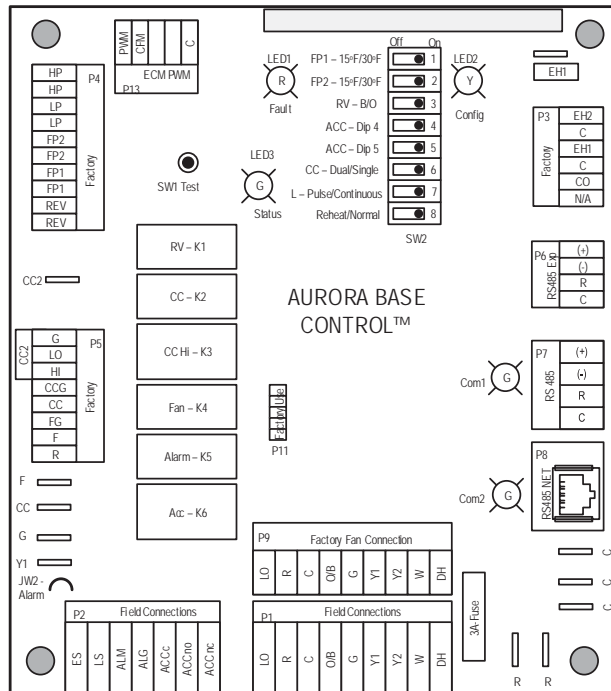 PWM
CFM
C
ECM PWM
P13
HP
HP
LP
LP
FP2
FP2
FP1
FP1
REV
REV
P4
Factory
SW1 Test
LED1
R
Fault
LED3
G
Status
Off
On
FP1 – 15ºF/30ºF
1
FP2 – 15ºF/30ºF
2
RV – B/O
3
ACC – Dip 4
4
ACC – Dip 5
5
CC – Dual/Single
6
L – Pulse/Continuous
7
Reheat/Normal
8
SW2
LED2
Y
Config
EH1
P3
Factory
EH2
C
EH1
C
CO
N/A
P6
RS485 Exp
(+)
(-)
R
C
P7
RS 485
(+)
(-)
R
C
P8
RS485 NET
Com1
G
Com2
G
AURORA BASE
CONTROL™
RV – K1
CC – K2
CC Hi – K3
Fan – K4
Alarm – K5
Acc – K6
Factory Use
P11
CC2
CC2
G
LO
HI
CCG
CC
FG
F
R
P5
Factory
F
CC
G
Y1
JW2 -
Alarm
P2
Field Connections
ES
LS
ALM
ALG
ACC c
ACC no
ACC nc
P9
Factory Fan Connection
LO
R
C
O/B
G
Y1
Y2
W
DH
P1
Field Connections
LO
R
C
O/B
G
Y1
Y2
W
DH
3A-Fuse
C
C
C
R
R